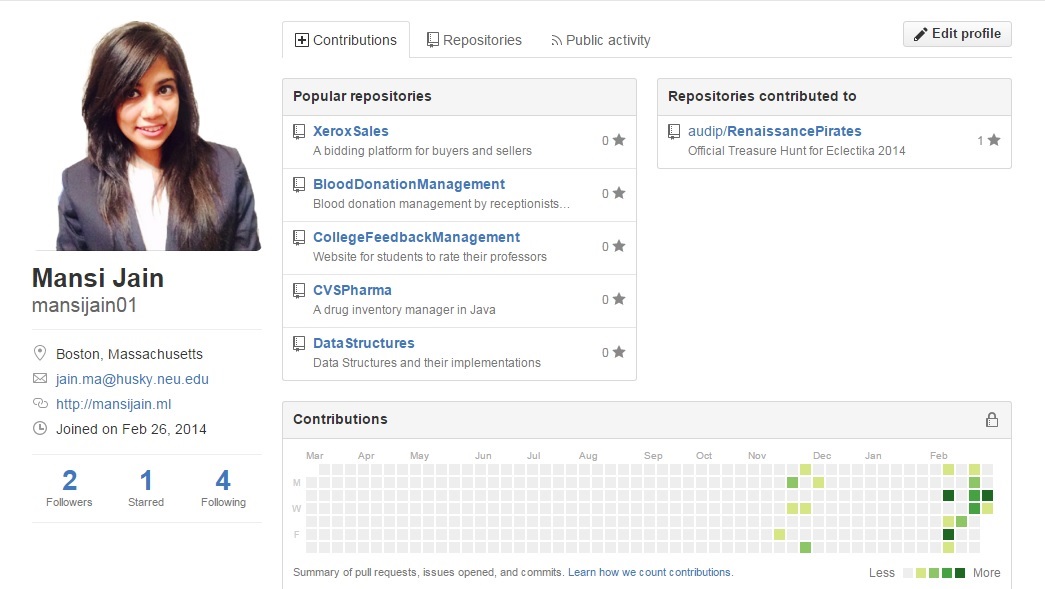 Contributions
Repositories
Public activity
Edit profile
Popular repositories
XeroxSales
A bidding platform for buyers and sellers
0
BloodDonationManagement
Blood donation management by receptionists…
0
CollegeFeedbackManagement
Website for students to rate their professors
0
CVSPharma
A drug inventory manager in Java
0
DataStructures
Data Structures and their implementations
0
Repositories contributed to
audip/RenaissancePirates
Official Treasure Hunt for Eclectika 2014
1
Mansi Jain
mansijain01
Boston, Massachusetts
jain.ma@husky.neu.edu
http://mansijain.ml
Joined on Feb 26, 2014
2 1 4
Followers Starred Following
Contributions
Mar Apr May Jun Jul Aug Sep Oct Nov Dec Jan Feb
M
W
F
Summary of pull requests, issues opened, and commits. Learn how we count contributions.
Less More